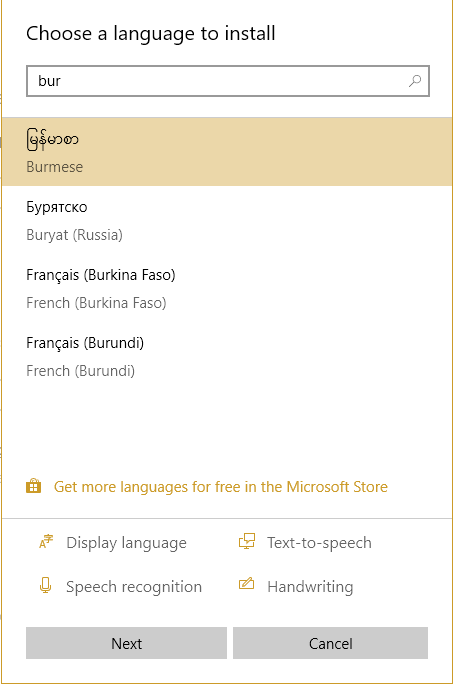 Choose a language to install
bur
မြန်မာစာ
Burmese
Бурятско
Buryat (Russia)
Français (Burkina Faso)
French (Burkina Faso)
Français (Burundi)
French (Burundi)
Get more languages for free in the Microsoft Store
Display language
Text-to-speech
Speech recognition
Handwriting
Next
Cancel